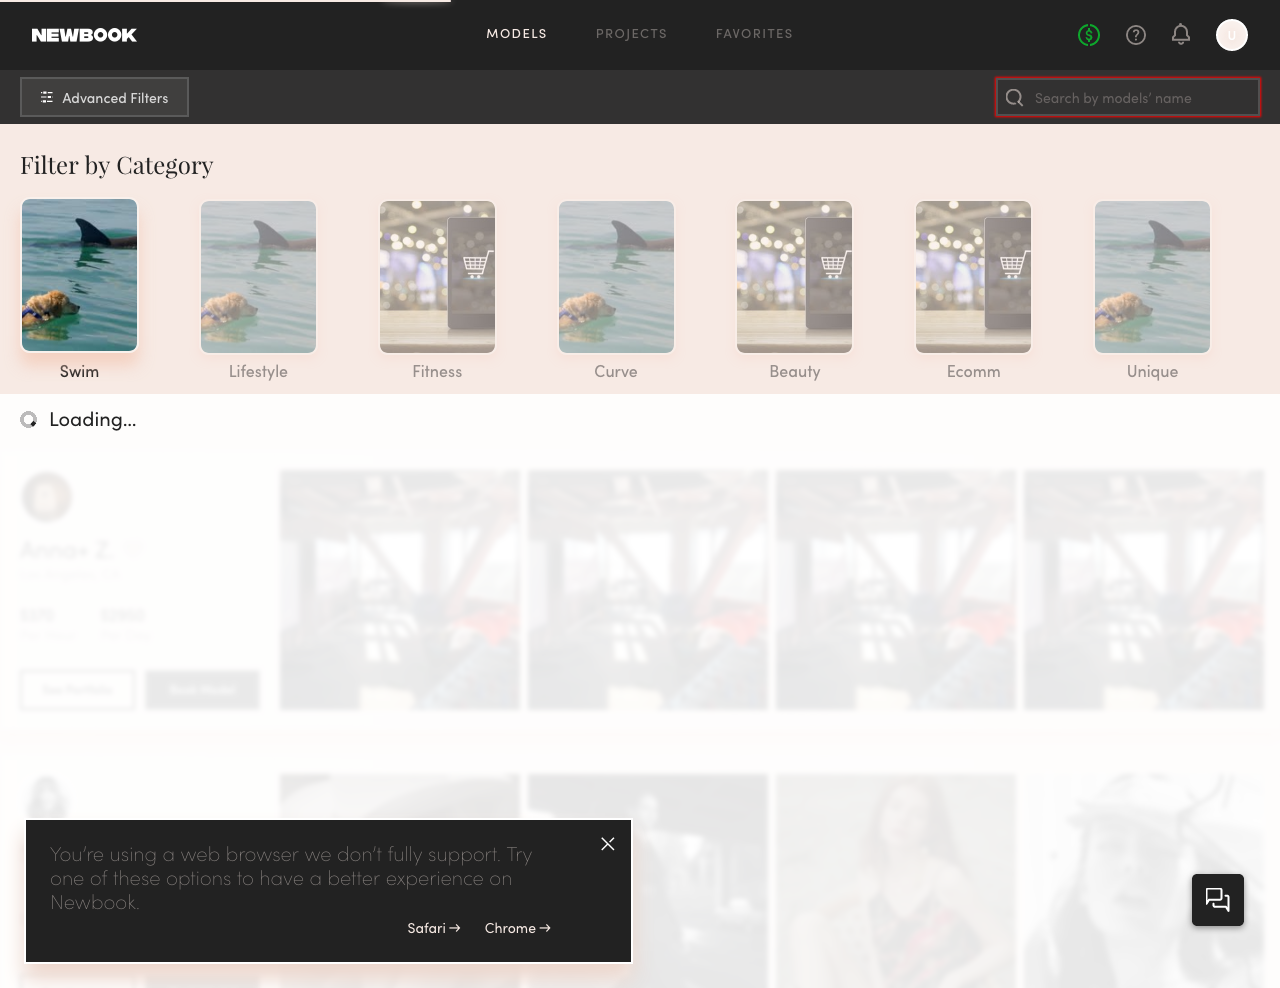 NEWBOOK
Models
Projects
Favorites
U
Advanced Filters
Search by models’ name
Filter by Category
swim
lifestyle
fitness
curve
beauty
ecomm
unique
Loading...
Anna+ Z.
You’re using a web browser we don’t fully support. Try
one of these options to have a better experience on
Newbook.
Safari →
Chrome →